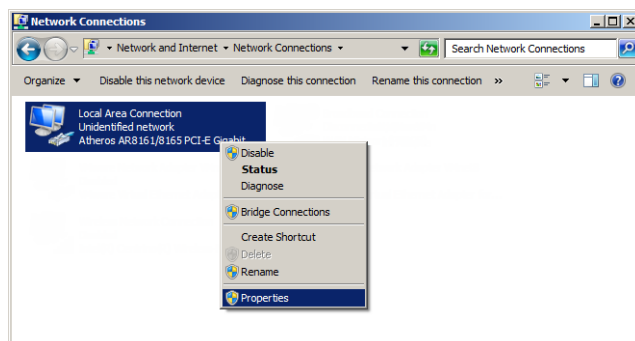 Network Connections
Network and Internet Network Connections Search Network Connections
Organize Disable this network device Diagnose this connection Rename this connection »
Local Area Connection
Unidentified network
Atheros AR8161/8165 PCI-E Gigabit
Disable
Status
Diagnose
Bridge Connections
Create Shortcut
Delete
Rename
Properties